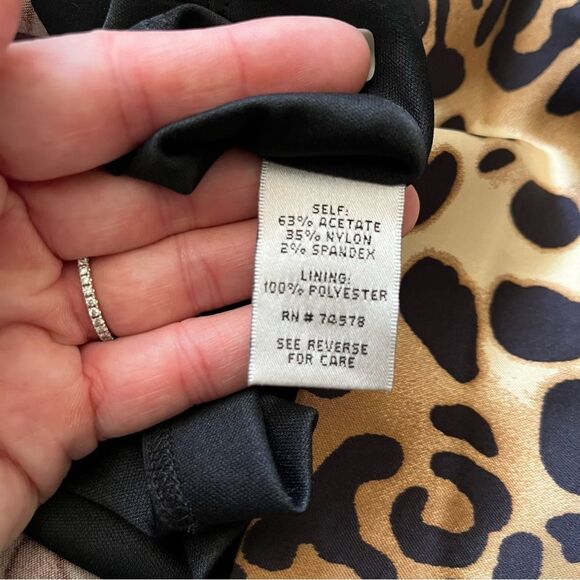 SELF:
63% ACETATE
35% NYLON
2% SPANDEX
LINING:
100% POLYESTER
RN # 74578
SEE REVERSE
FOR CARE